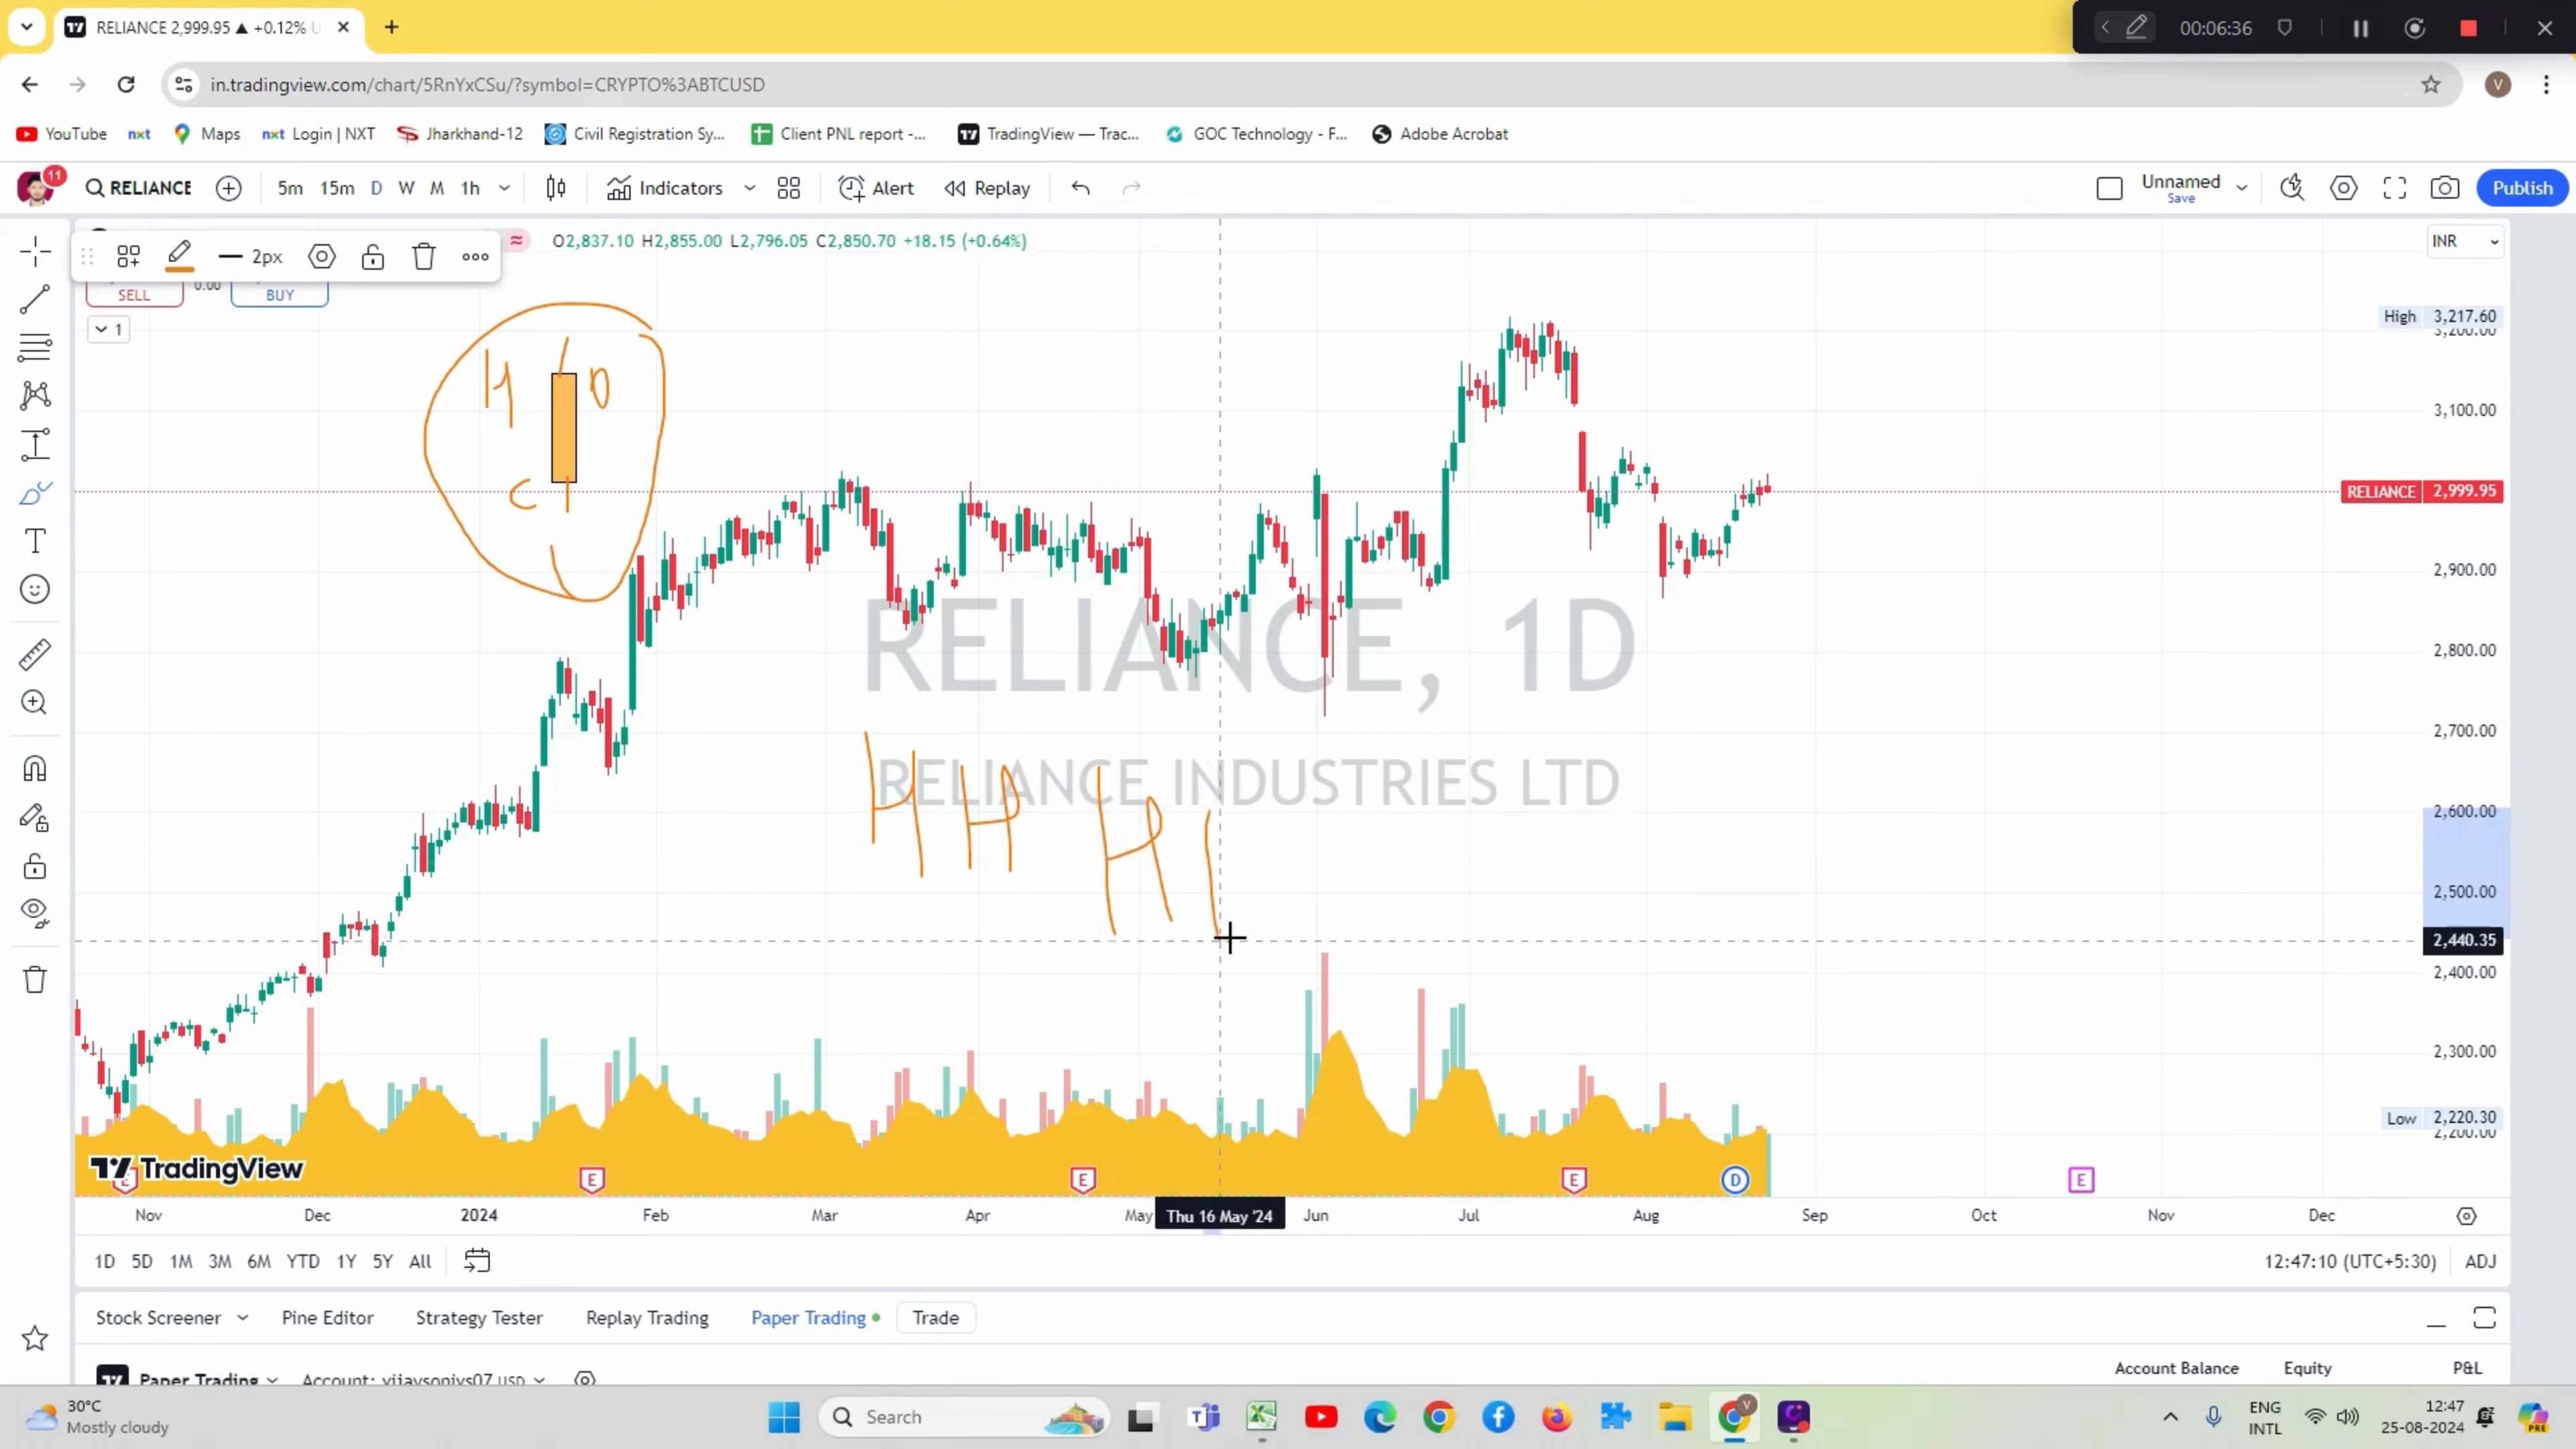 RELIANCE 2,999.95 ▲ +0.12% U
00:06:36
in.tradingview.com/chart/5RnYxCSu/?symbol=CRYPTO%3ABTCUSD
V
YouTube nxt Maps nxt Login | NXT Jharkhand-12 Civil Registration Sy... Client PNL report -... TradingView — Trac... GOC Technology - F... Adobe Acrobat
11 RELIANCE 5m 15m D W M 1h Indicators Alert Replay Unnamed Save Publish
2px O2,837.10 H2,855.00 L2,796.05 C2,850.70 +18.15 (+0.64%) INR
SELL 0.00 BUY
1
High 3,217.60
3,200.00
H O
3,100.00
C
RELIANCE 2,999.95
2,900.00
RELIANCE, 1D
2,800.00
2,700.00
RELIANCE INDUSTRIES LTD
HH H
2,600.00
2,500.00
2,440.35
2,400.00
2,300.00
Low 2,220.30
2,200.00
TradingView
E E E E D E
Nov Dec 2024 Feb Mar Apr May Thu 16 May '24 Jun Jul Aug Sep Oct Nov Dec
1D 5D 1M 3M 6M YTD 1Y 5Y All 12:47:10 (UTC+5:30) ADJ
Stock Screener Pine Editor Strategy Tester Replay Trading Paper Trading Trade
Paper Trading Account: vijaysoniys07 USD Account Balance Equity P&L
30°C
Mostly cloudy
Search
ENG
INTL
12:47
25-08-2024
PRE